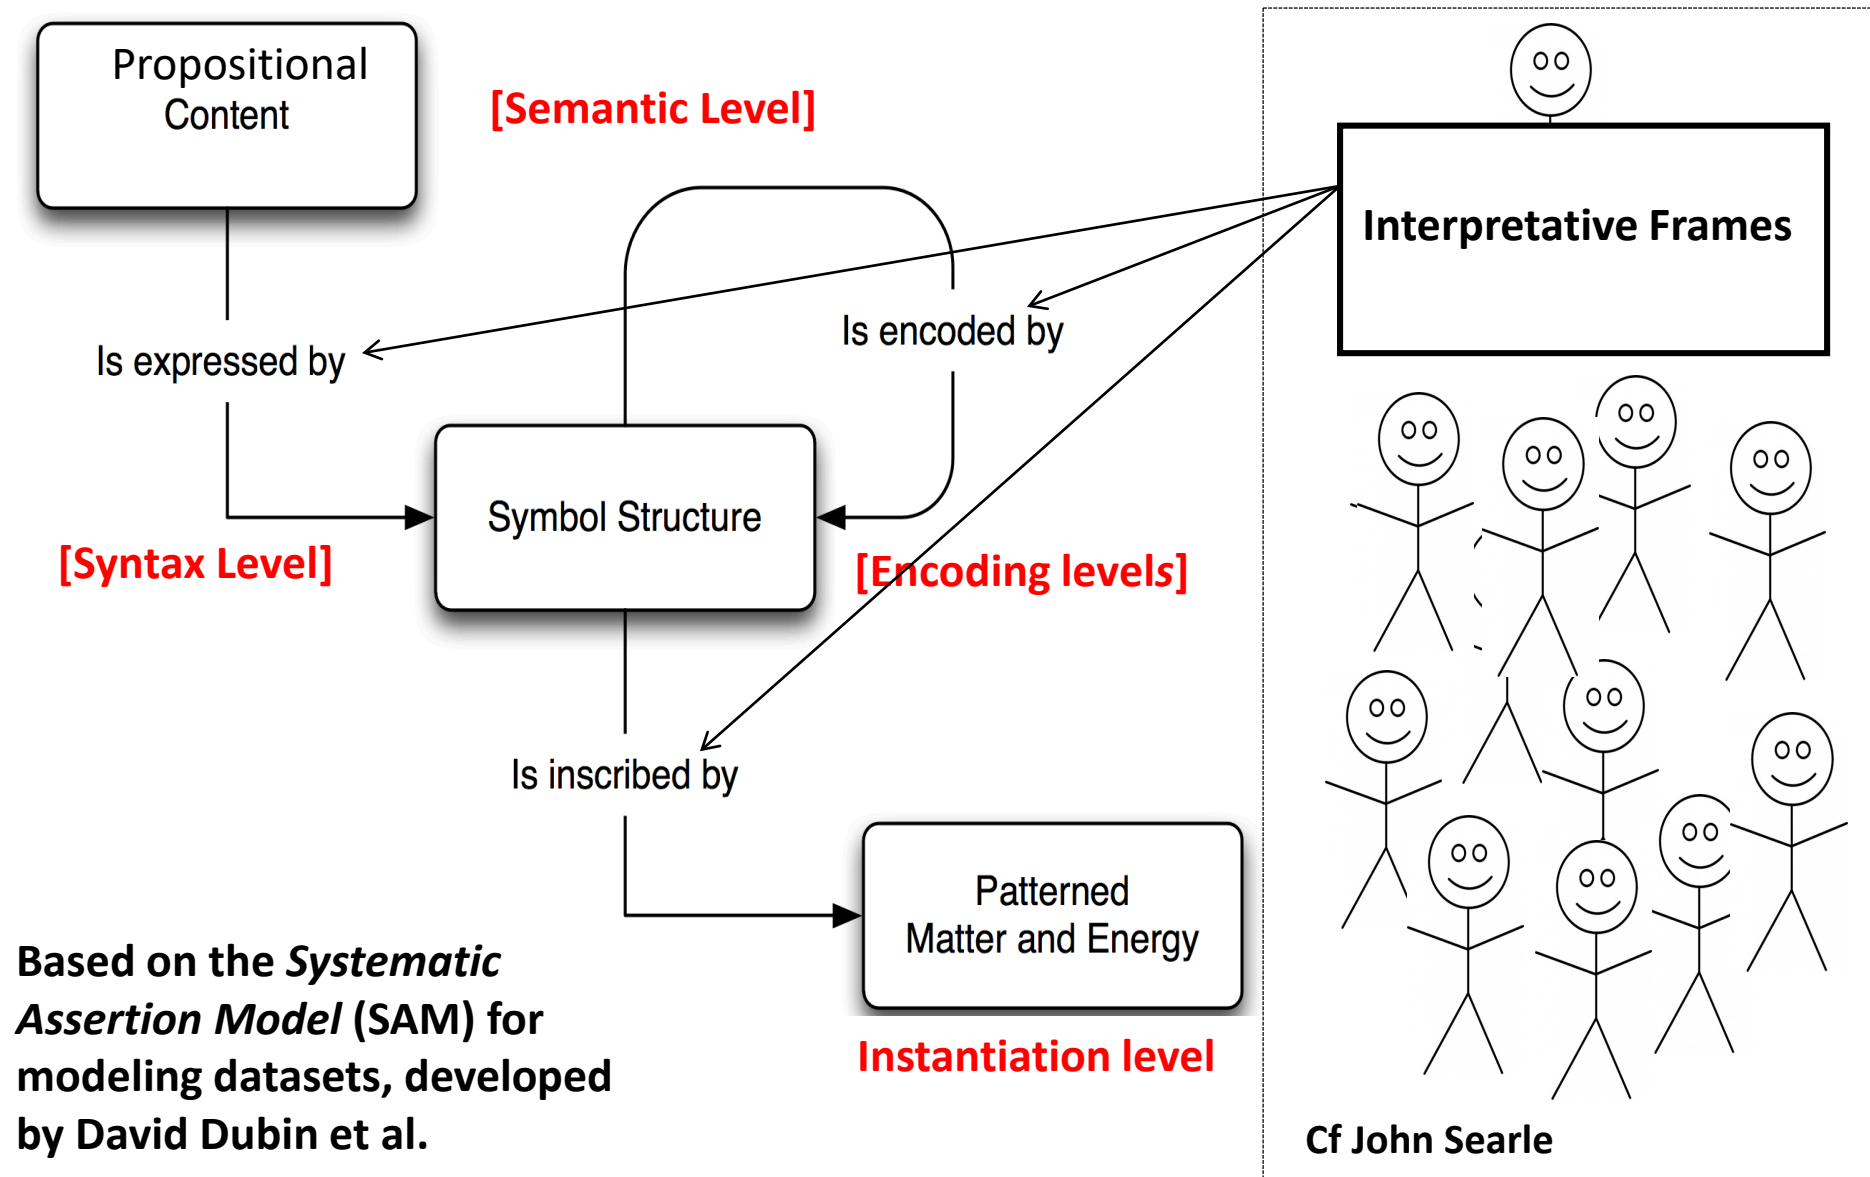 Propositional
Content
[Semantic Level]
Interpretative Frames
Is encoded by
Is expressed by
Symbol Structure
[Syntax Level]
[Encoding levels]
Is inscribed by
Patterned
Matter and Energy
Instantiation level
Based on the Systematic
Assertion Model (SAM) for
modeling datasets, developed
by David Dubin et al.
Cf John Searle